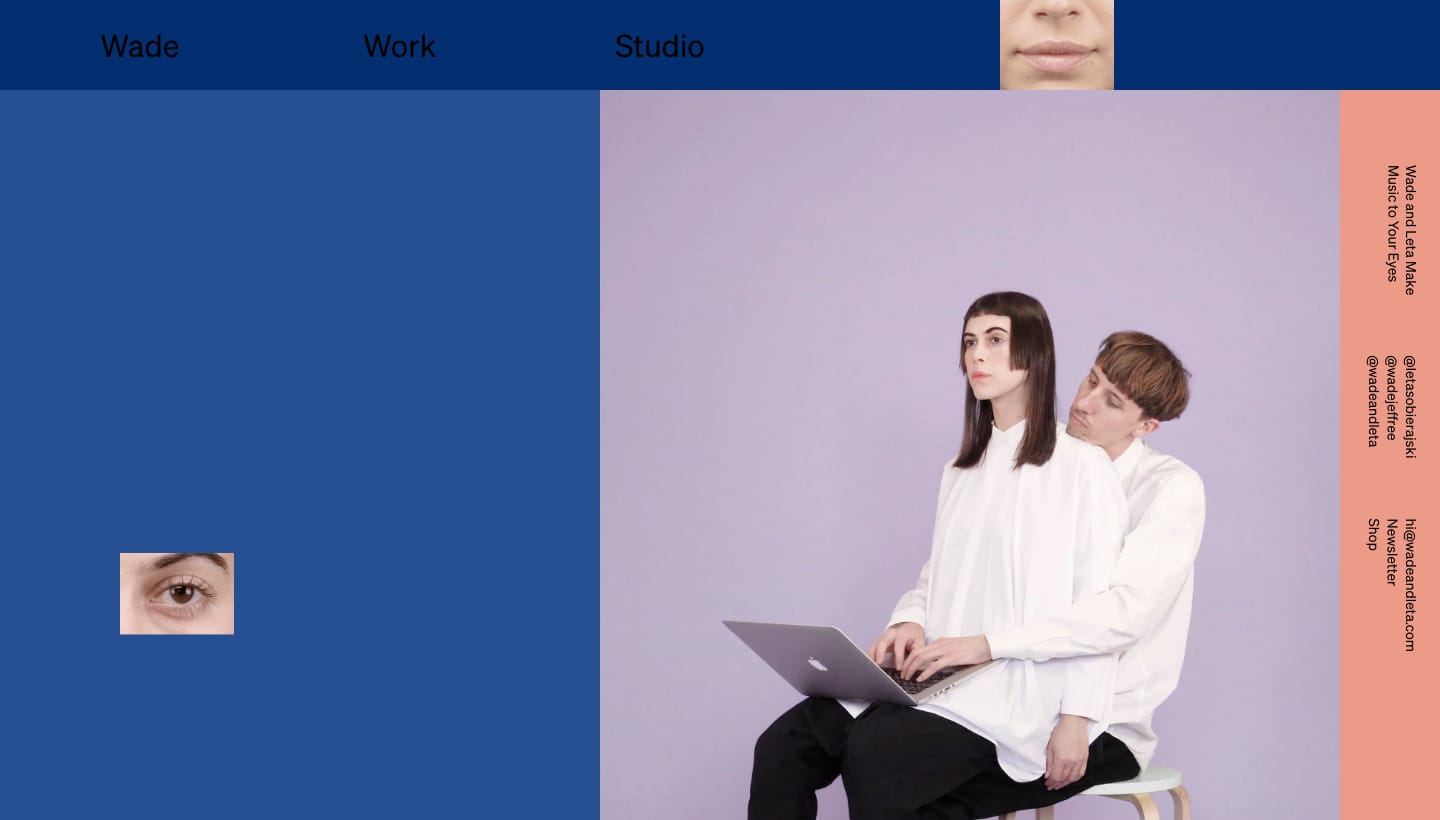 Wade
Work
Studio
Wade and Leta Make
Music to Your Eyes
@letasobierajski
@wadejeffree
@wadeandleta
hi@wadeandleta.com
Newsletter
Shop